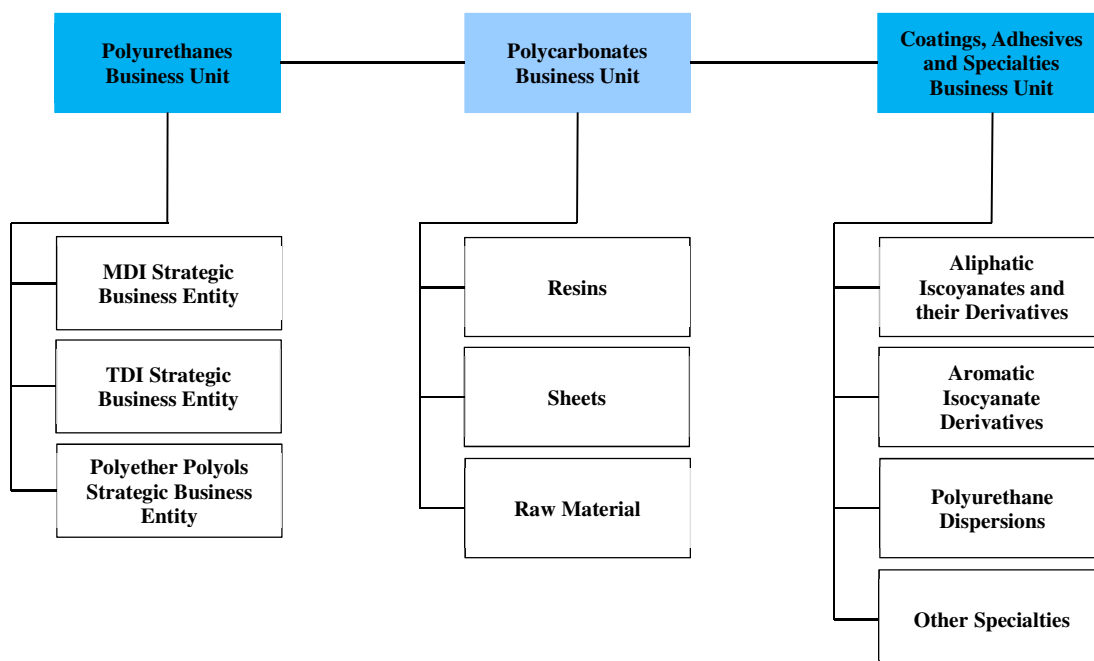 Polyurethanes
Business Unit
Polycarbonates
Business Unit
Coatings, Adhesives
and Specialties
Business Unit
MDI Strategic
Business Entity
TDI Strategic
Business Entity
Polyether Polyols
Strategic Business
Entity
Resins
Sheets
Raw Material
Aliphatic
Iscoyanates and
their Derivatives
Aromatic
Isocyanate
Derivatives
Polyurethane
Dispersions
Other Specialties